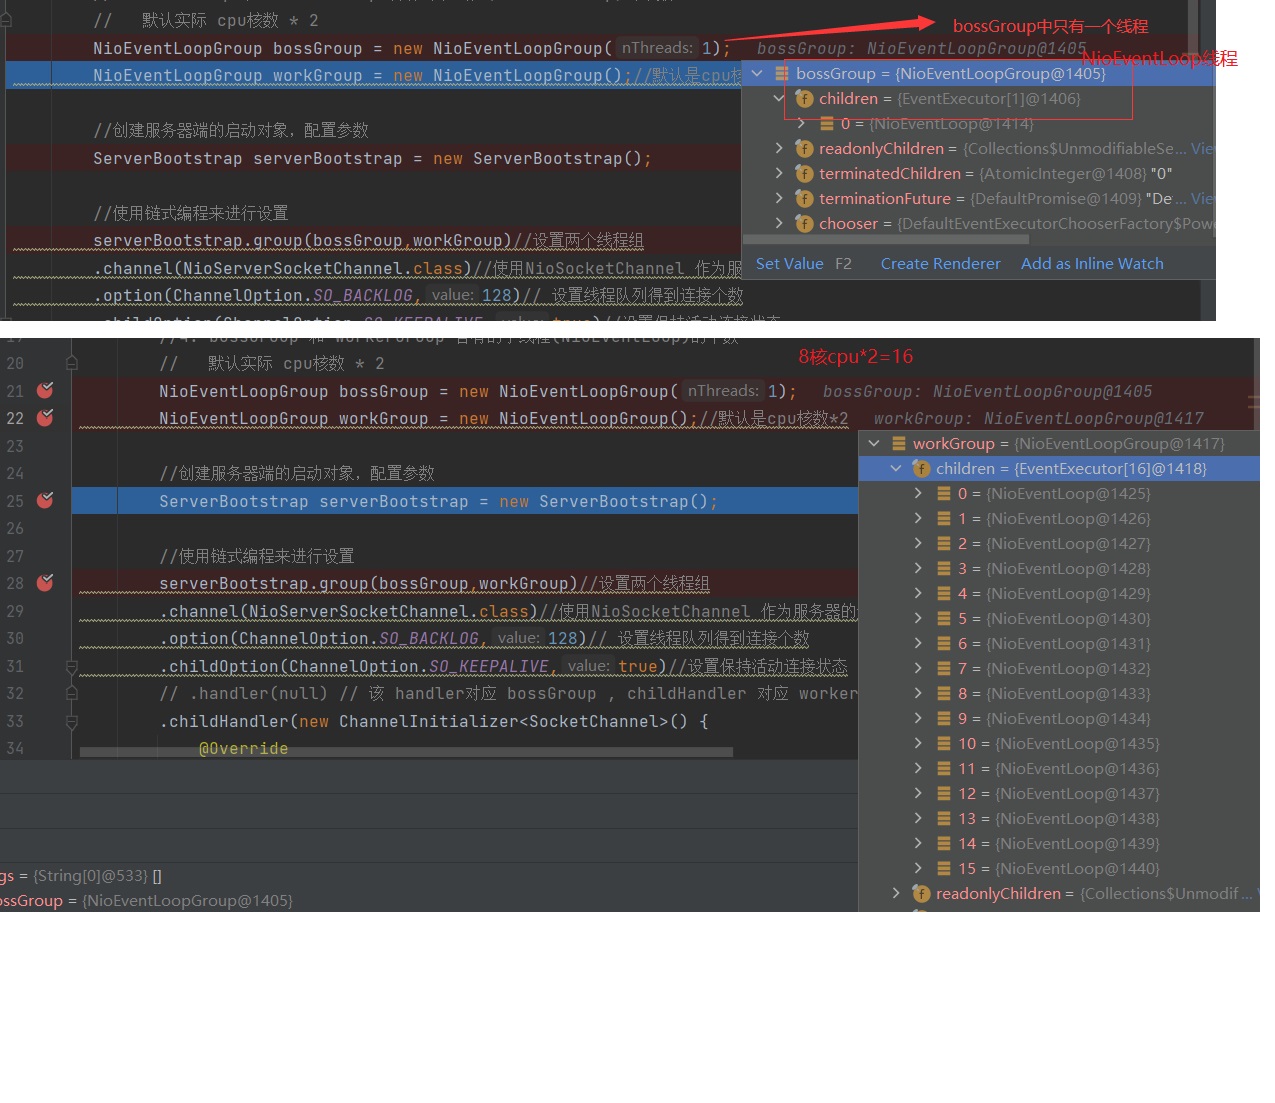 //   默认实际 cpu核数 * 2
NioEventLoopGroup bossGroup = new NioEventLoopGroup( nThreads: 1);   bossGroup: NioEventLoopGroup@1405
bossGroup中只有一个线程
NioEventLoop线程
NioEventLoopGroup workGroup = new NioEventLoopGroup();//默认是cpu核
bossGroup = {NioEventLoopGroup@1405}
children = {EventExecutor[1]@1406}
0 = {NioEventLoop@1414}
readonlyChildren = {Collections$UnmodifiableSe... View
terminatedChildren = {AtomicInteger@1408} "0"
terminationFuture = {DefaultPromise@1409} "De... View
chooser = {DefaultEventExecutorChooserFactory$Powe
Set Value F2 Create Renderer Add as Inline Watch
//创建服务器端的启动对象，配置参数
ServerBootstrap serverBootstrap = new ServerBootstrap();
//使用链式编程来进行设置
serverBootstrap.group(bossGroup,workGroup)//设置两个线程组
.channel(NioServerSocketChannel.class)//使用NioSocketChannel 作为服
.option(ChannelOption.SO_BACKLOG, value: 128)// 设置线程队列得到连接个数
8核cpu*2=16
20 //   默认实际 cpu核数 * 2
21 NioEventLoopGroup bossGroup = new NioEventLoopGroup( nThreads: 1);   bossGroup: NioEventLoopGroup@1405
22 NioEventLoopGroup workGroup = new NioEventLoopGroup();//默认是cpu核数*2   workGroup: NioEventLoopGroup@1417
23
24 //创建服务器端的启动对象，配置参数
25 ServerBootstrap serverBootstrap = new ServerBootstrap();
26
27 //使用链式编程来进行设置
28 serverBootstrap.group(bossGroup,workGroup)//设置两个线程组
29 .channel(NioServerSocketChannel.class)//使用NioSocketChannel 作为服务器的
30 .option(ChannelOption.SO_BACKLOG, value: 128)// 设置线程队列得到连接个数
31 .childOption(ChannelOption.SO_KEEPALIVE, value: true)//设置保持活动连接状态
32 // .handler(null) // 该 handler对应 bossGroup , childHandler 对应 worker
33 .childHandler(new ChannelInitializer<SocketChannel>() {
34 @Override
workGroup = {NioEventLoopGroup@1417}
children = {EventExecutor[16]@1418}
0 = {NioEventLoop@1425}
1 = {NioEventLoop@1426}
2 = {NioEventLoop@1427}
3 = {NioEventLoop@1428}
4 = {NioEventLoop@1429}
5 = {NioEventLoop@1430}
6 = {NioEventLoop@1431}
7 = {NioEventLoop@1432}
8 = {NioEventLoop@1433}
9 = {NioEventLoop@1434}
10 = {NioEventLoop@1435}
11 = {NioEventLoop@1436}
12 = {NioEventLoop@1437}
13 = {NioEventLoop@1438}
14 = {NioEventLoop@1439}
15 = {NioEventLoop@1440}
readonlyChildren = {Collections$Unmodif ...
gs = {String[0]@533} []
ossGroup = {NioEventLoopGroup@1405}